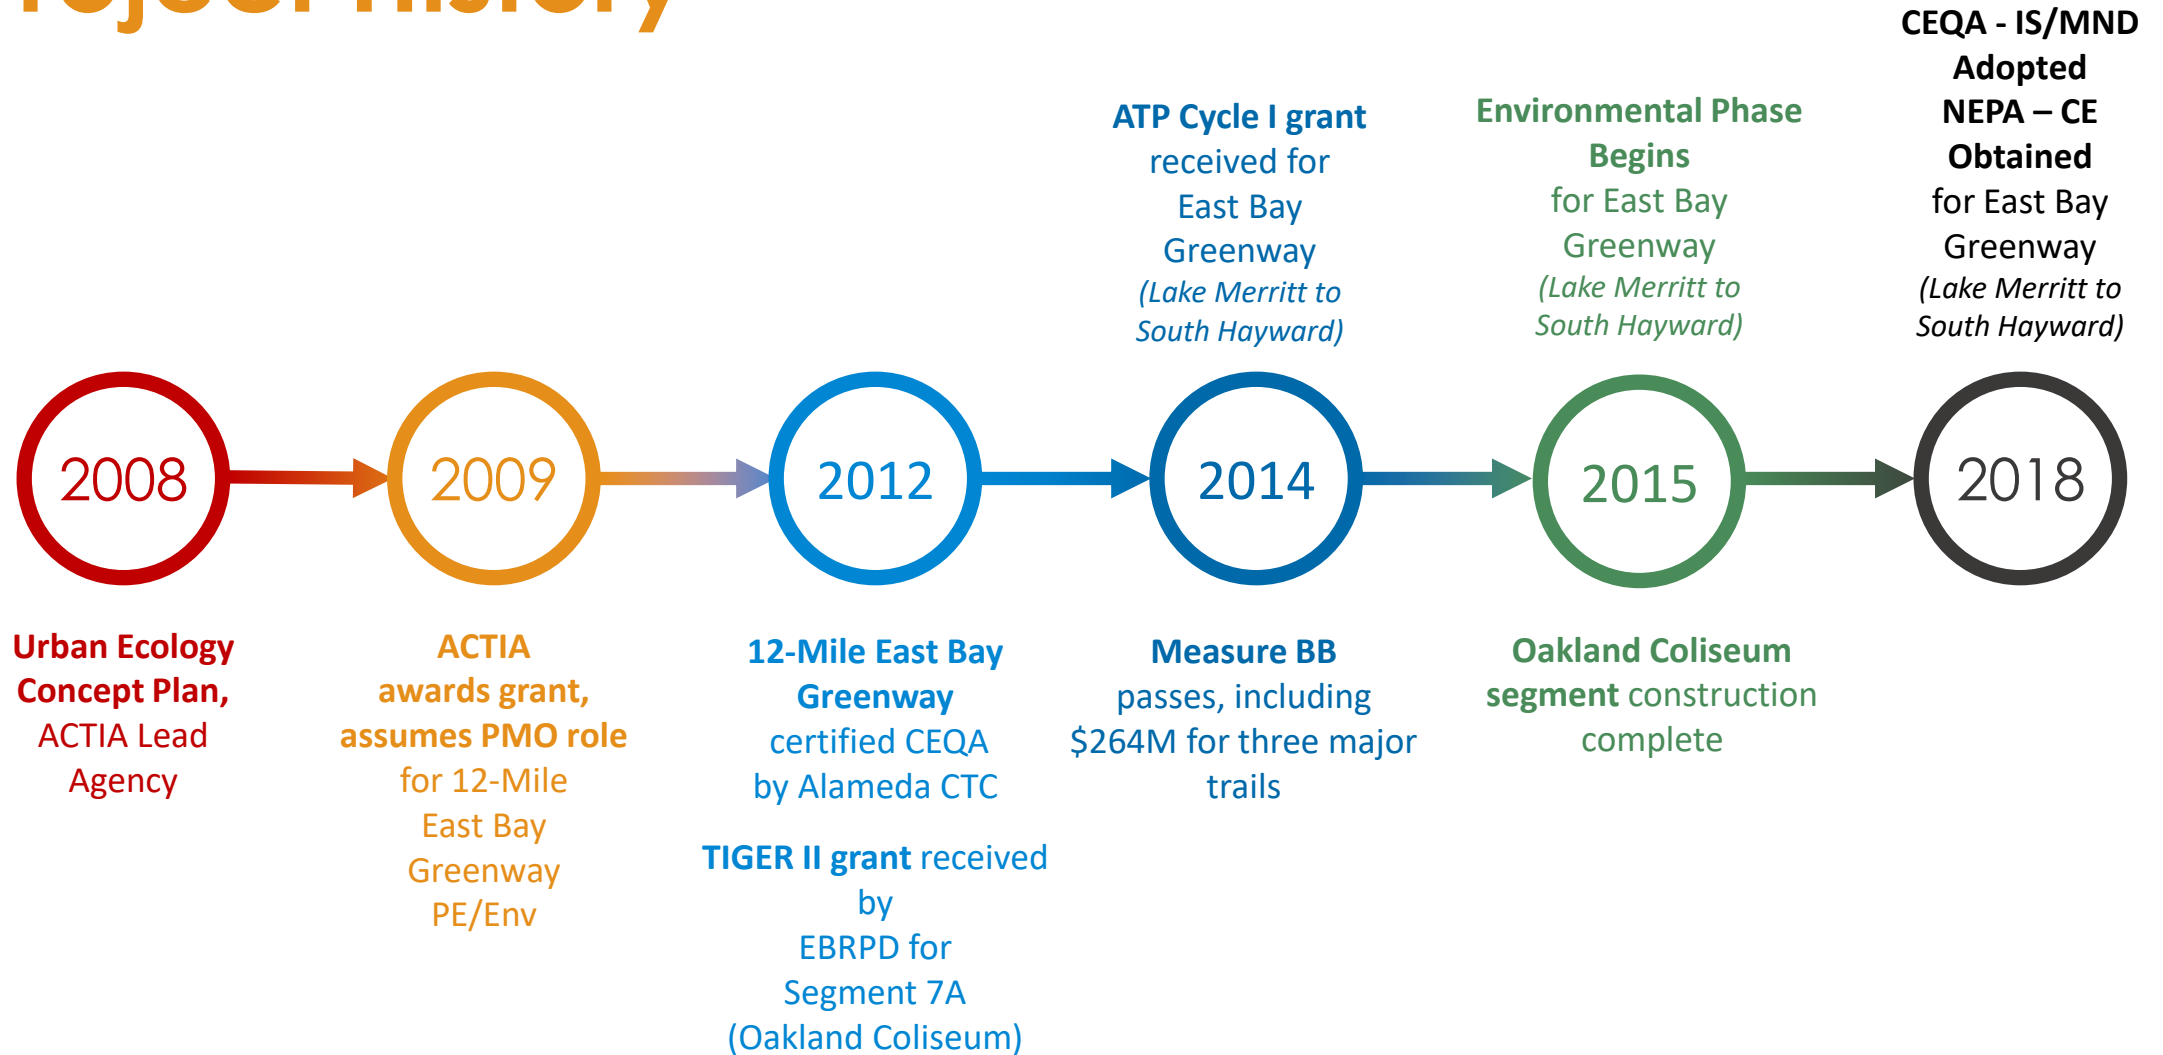 roject History
CEQA - IS/MND
Adopted
NEPA – CE
Obtained
for East Bay
Greenway
(Lake Merritt to
South Hayward)
ATP Cycle I grant
received for
East Bay
Greenway
(Lake Merritt to
South Hayward)
Environmental Phase
Begins
for East Bay
Greenway
(Lake Merritt to
South Hayward)
2008
2009
2012
2014
2015
2018
Urban Ecology
Concept Plan,
ACTIA Lead
Agency
ACTIA
awards grant,
assumes PMO role
for 12-Mile
East Bay
Greenway
PE/Env
12-Mile East Bay
Greenway
certified CEQA
by Alameda CTC
TIGER II grant received
by
EBRPD for
Segment 7A
(Oakland Coliseum)
Measure BB
passes, including
$264M for three major
trails
Oakland Coliseum
segment construction
complete